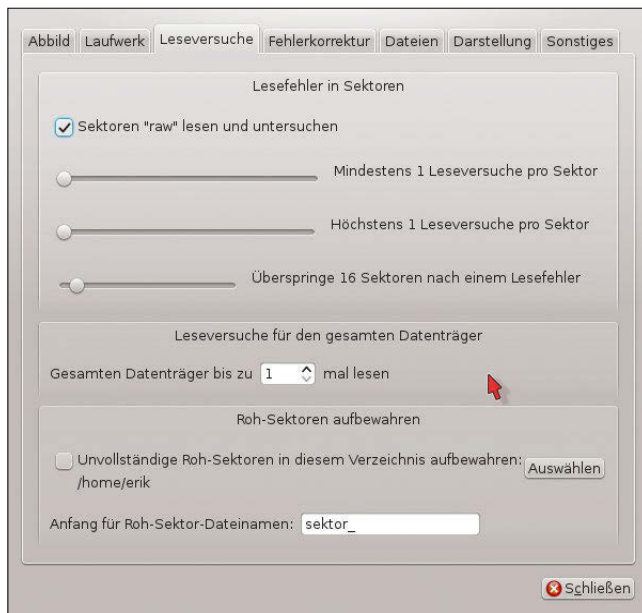 Abbild Laufwerk Leseversuche Fehlerkorrektur Dateien Darstellung Sonstiges
Lesefehler in Sektoren
Sektoren "raw" lesen und untersuchen
Mindestens 1 Leseversuche pro Sektor
Höchstens 1 Leseversuche pro Sektor
Überspringe 16 Sektoren nach einem Lesefehler
Leseversuche für den gesamten Datenträger
Gesamten Datenträger bis zu 1 mal lesen
Roh-Sektoren aufbewahren
Unvollständige Roh-Sektoren in diesem Verzeichnis aufbewahren: Auswählen
/home/erik
Anfang für Roh-Sektor-Dateinamen: sektor_
Schließen